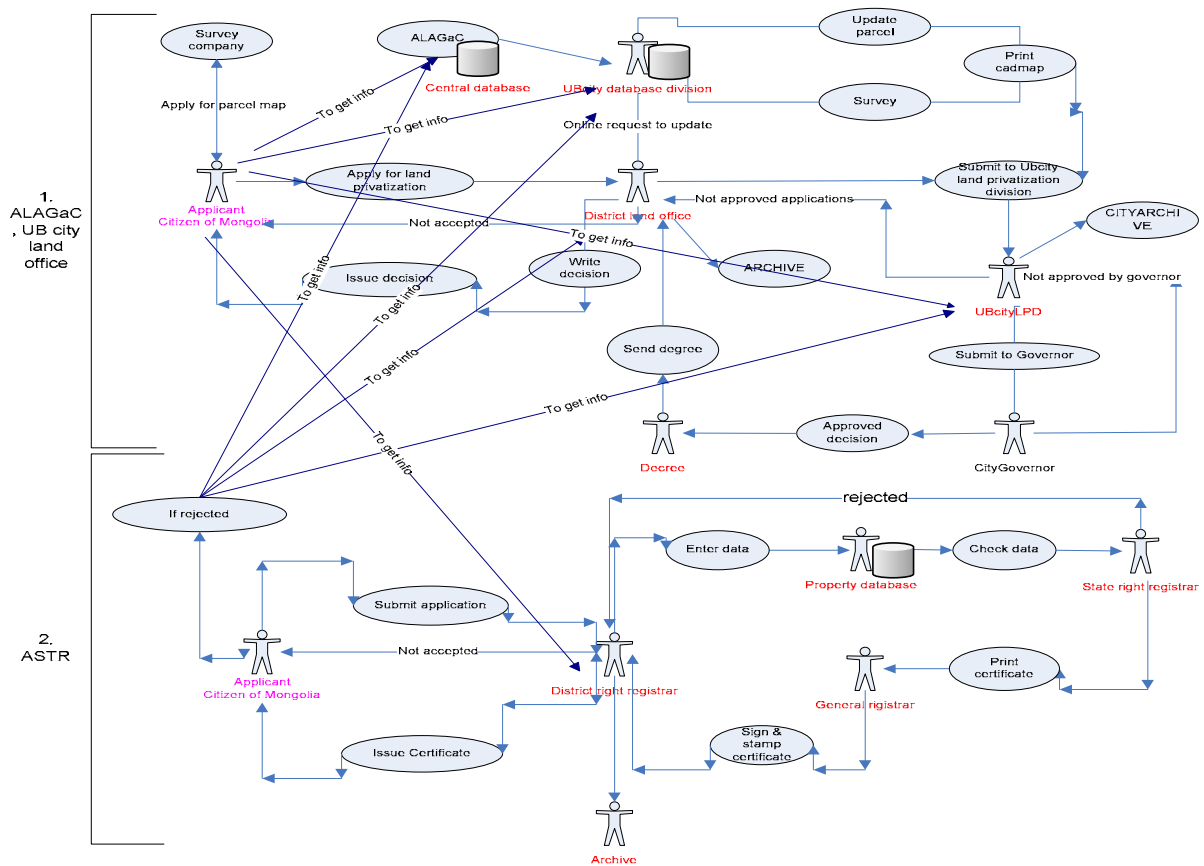 Survey
company
ALAGaC
Central database
UBcity database division
Update
parcel
Print
cadmap
Survey
Apply for parcel map
To get info
To get info
Online request to update
1.
ALAGaC
, UB city
land
office
Applicant
Citizen of Mongolia
Apply for land
privatization
District land office
Submit to Ubcity
land privatization
division
Not approved applications
CITYARCHI
VE
Not accepted
To get info
To get info
Issue decision
Write
decision
ARCHIVE
Not approved by governor
UBcityLPD
To get info
To get info
Send degree
Submit to Governor
To get info
To get info
Approved
decision
Decree
CityGovernor
If rejected
rejected
Enter data
Property database
Check data
State right registrar
2.
ASTR
Submit application
Applicant
Citizen of Mongolia
Not accepted
District right registrar
General rigistrar
Print
certificate
Issue Certificate
Sign &
stamp
certificate
Archive